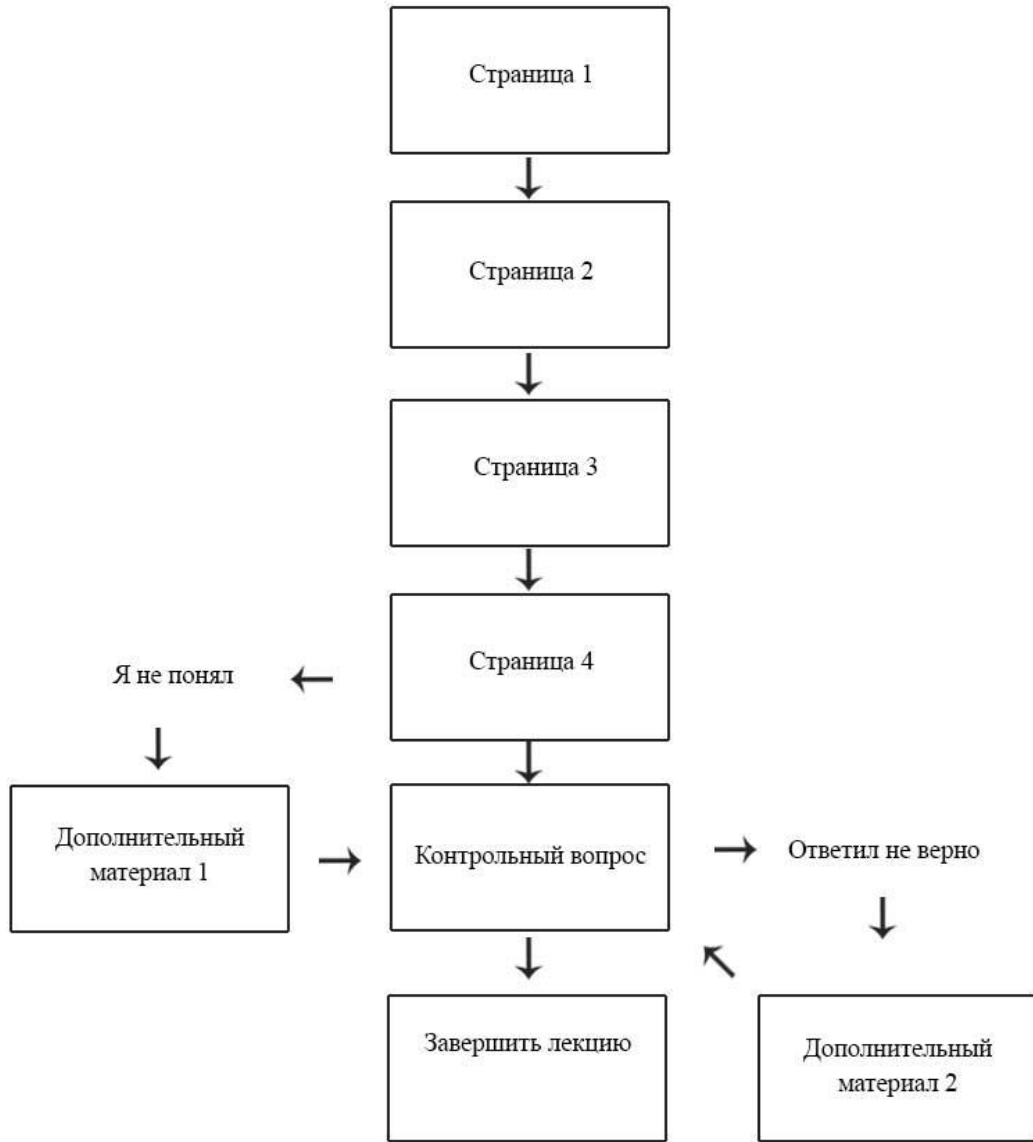 Страница 1
Страница 2
Страница 3
Страница 4
Я не понял
Дополнительный
материал 1
Контрольный вопрос
Ответил не верно
Завершить лекцию
Дополнительный
материал 2